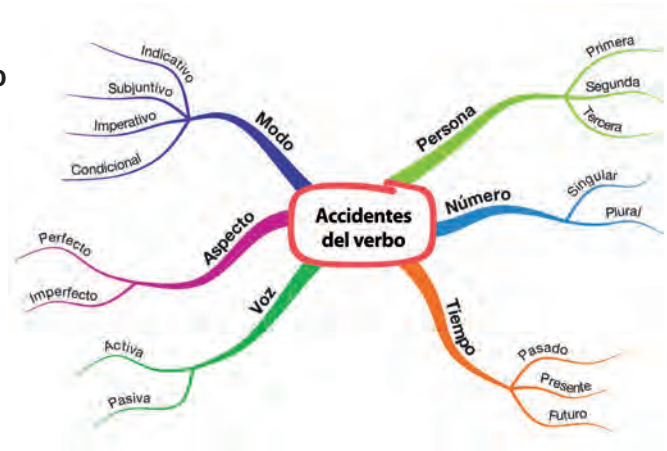 Accidentes
del verbo
Modo
Indicativo
Subjuntivo
Imperativo
Condicional
Aspecto
Perfecto
Imperfecto
Voz
Activa
Pasiva
Persona
Primera
Segunda
Tercera
Número
Singular
Plural
Tiempo
Pasado
Presente
Futuro